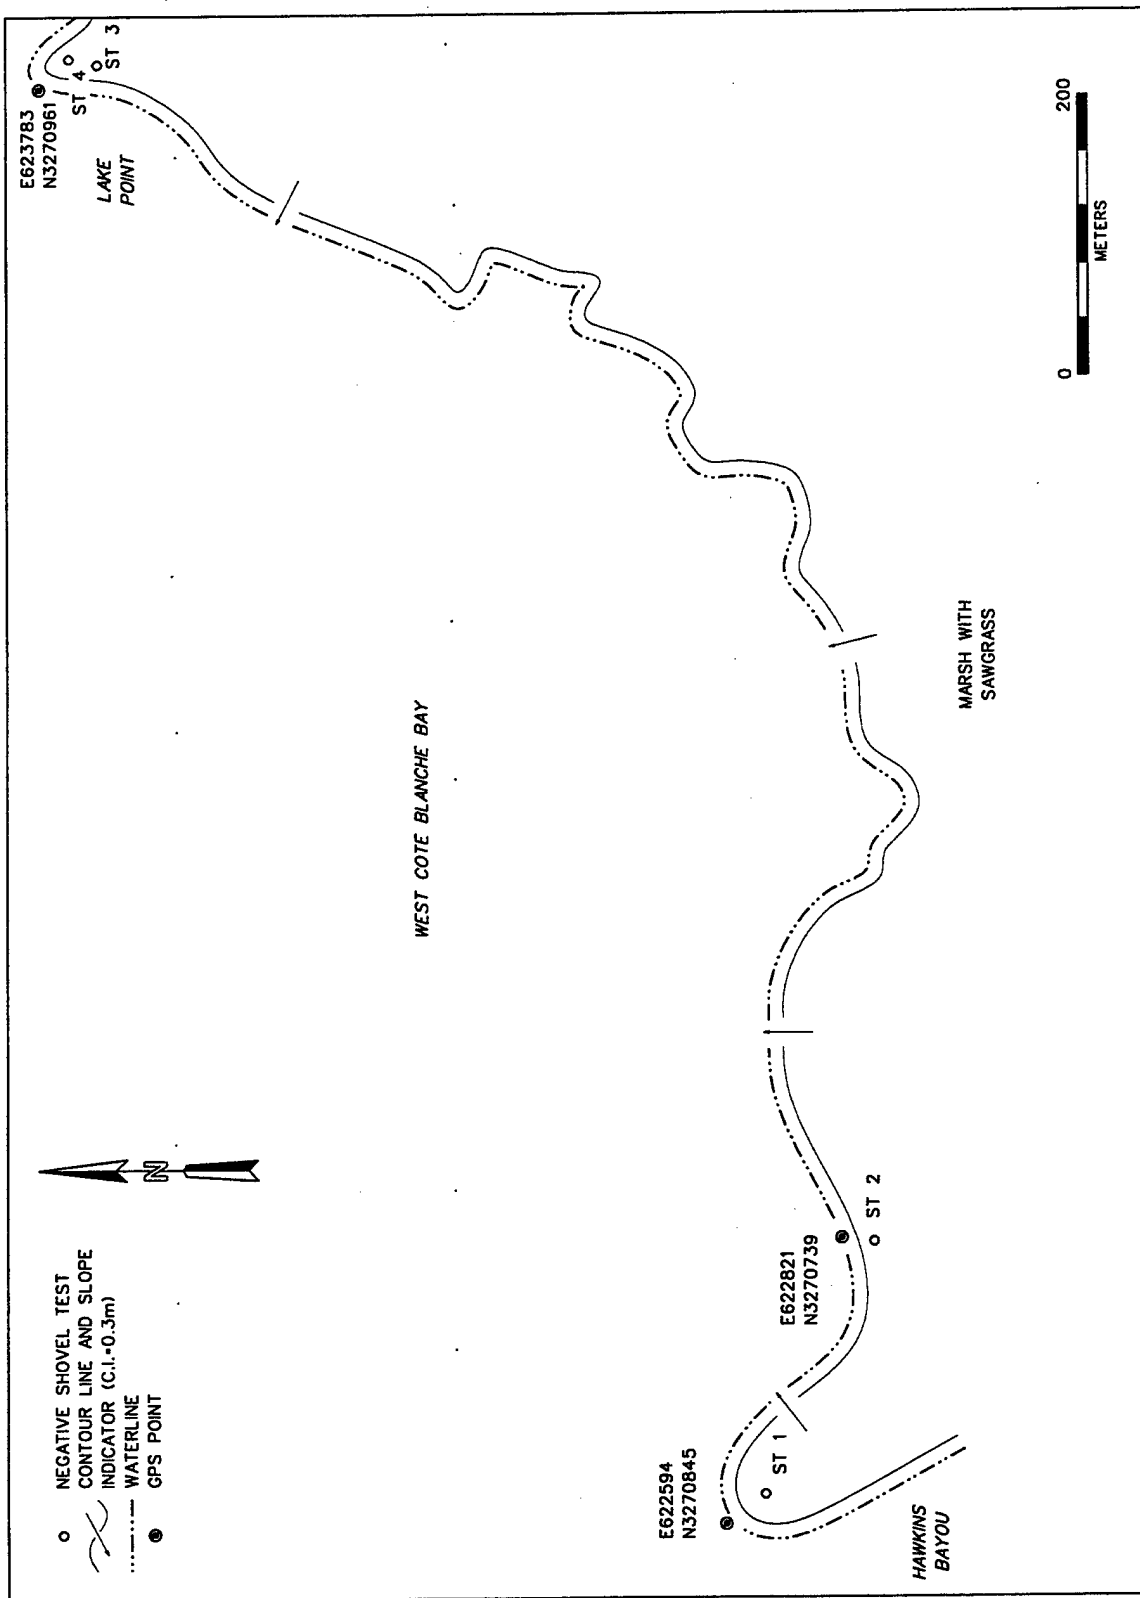 NEGATIVE SHOVEL TEST
CONTOUR LINE AND SLOPE
INDICATOR (C.I.=0.3m)
WATERLINE
GPS POINT
N
E623783
N3270961
LAKE
POINT
ST 4
ST 3
WEST COTE BLANCHE BAY
E622594
N3270845
ST 1
HAWKINS
BAYOU
E622821
N3270739
ST 2
MARSH WITH
SAWGRASS
0
200
METERS